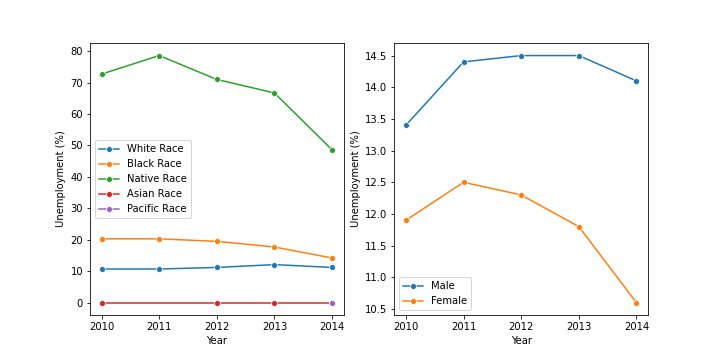 80
70
60
50
40
30
20
10
0
Unemployment (%)
White Race
Black Race
Native Race
Asian Race
Pacific Race
2010 2011 2012 2013 2014
Year
14.5
14.0
13.5
13.0
12.5
12.0
11.5
11.0
10.5
Unemployment (%)
Male
Female
2010 2011 2012 2013 2014
Year